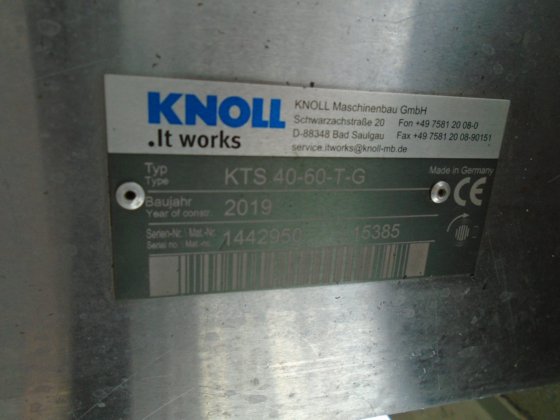 KNOLL
.It works
KNOLL Maschinenbau GmbH
Schwarzachstraße 20 Fon +49 7581 20 08-0
D-88348 Bad Saulgau Fax +49 7581 20 08-90151
service.itworks@knoll-mb.de
Typ
Type
KTS 40-60-T-G
Made in Germany
CE
Baujahr
Year of constr.
2019
Serien-Nr. Mat.-Nr.
Serial no. Mat.-no.